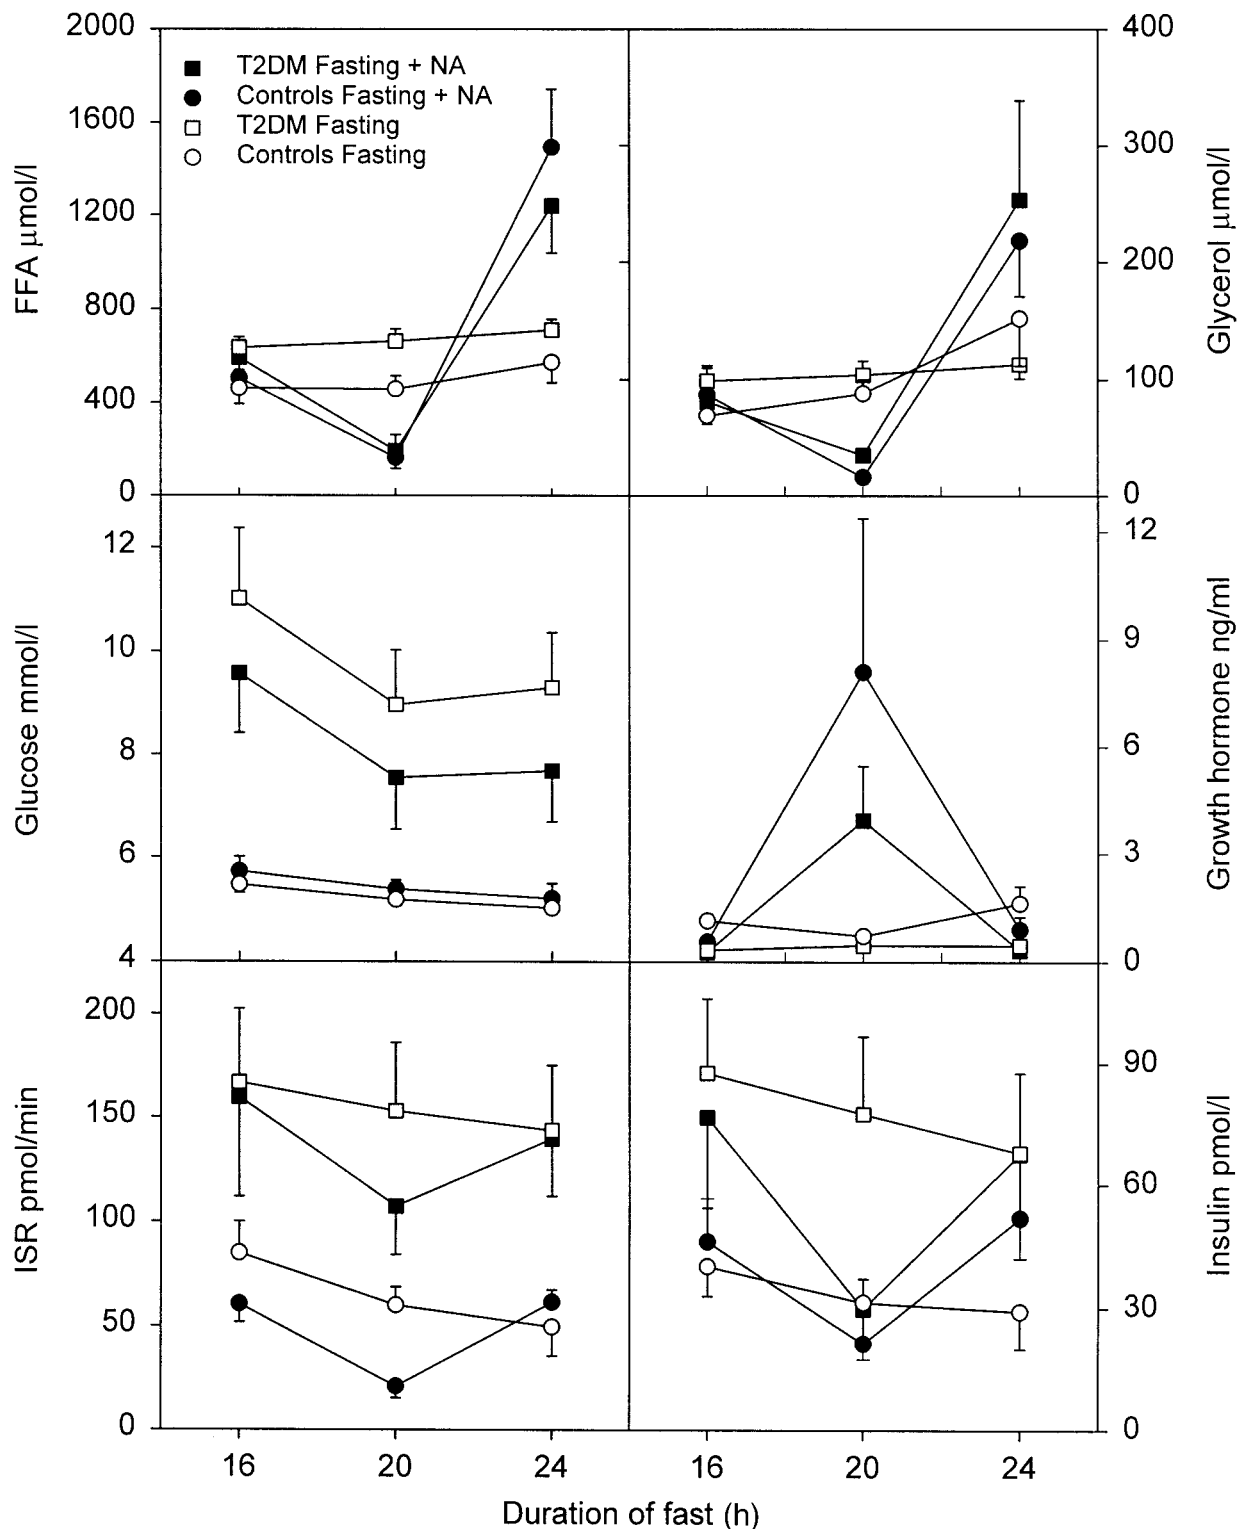 2000
1600
1200
800
400
0
FFA μmol/l
T2DM Fasting + NA
Controls Fasting + NA
T2DM Fasting
Controls Fasting
400
300
200
100
0
Glycerol μmol/l
12
10
8
6
4
Glucose mmol/l
12
9
6
3
0
Growth hormone ng/ml
200
150
100
50
0
ISR pmol/min
90
60
30
0
Insulin pmol/l
16 20 24 16 20 24
Duration of fast (h)